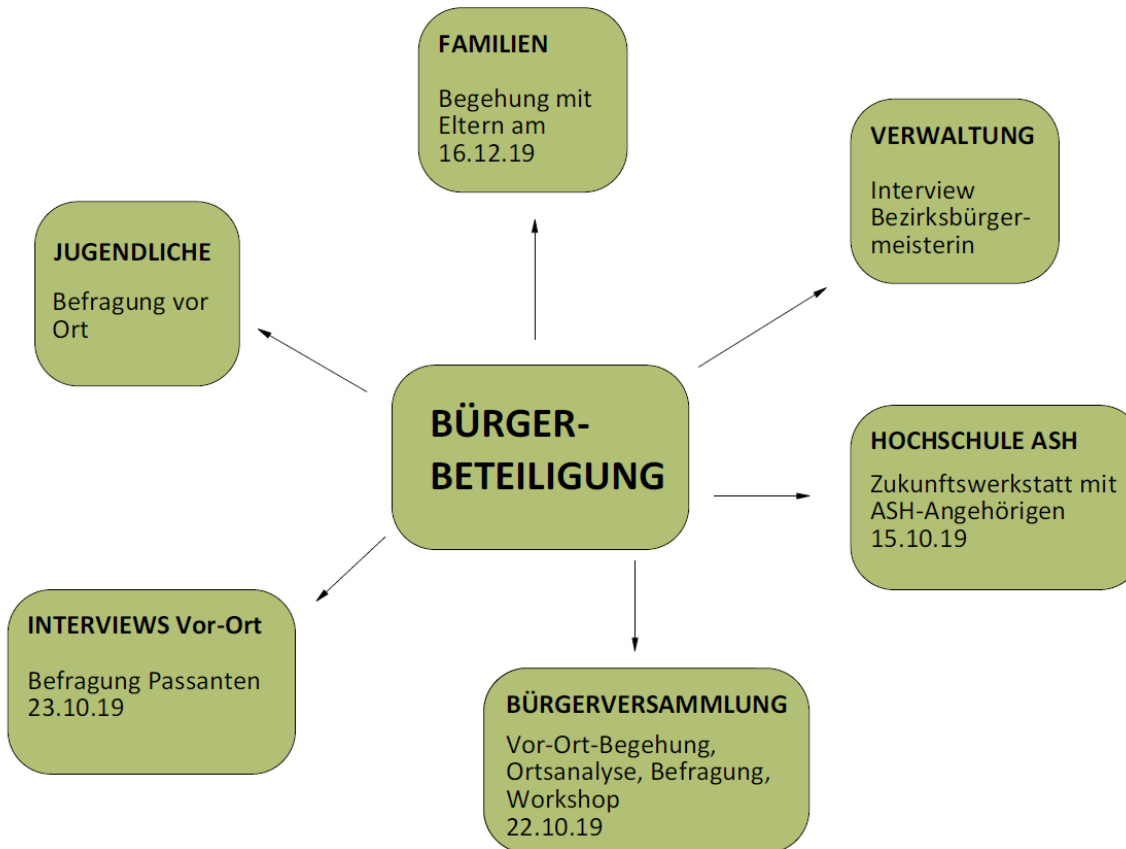 FAMILIEN
Begehung mit
Eltern am
16.12.19
VERWALTUNG
Interview
Bezirksbürger-
meisterin
JUGENDLICHE
Befragung vor
Ort
BÜRGER-
BETEILIGUNG
HOCHSCHULE ASH
Zukunftswerkstatt mit
ASH-Angehörigen
15.10.19
INTERVIEWS Vor-Ort
Befragung Passanten
23.10.19
BÜRGERVERSAMMLUNG
Vor-Ort-Begehung,
Ortsanalyse, Befragung,
Workshop
22.10.19